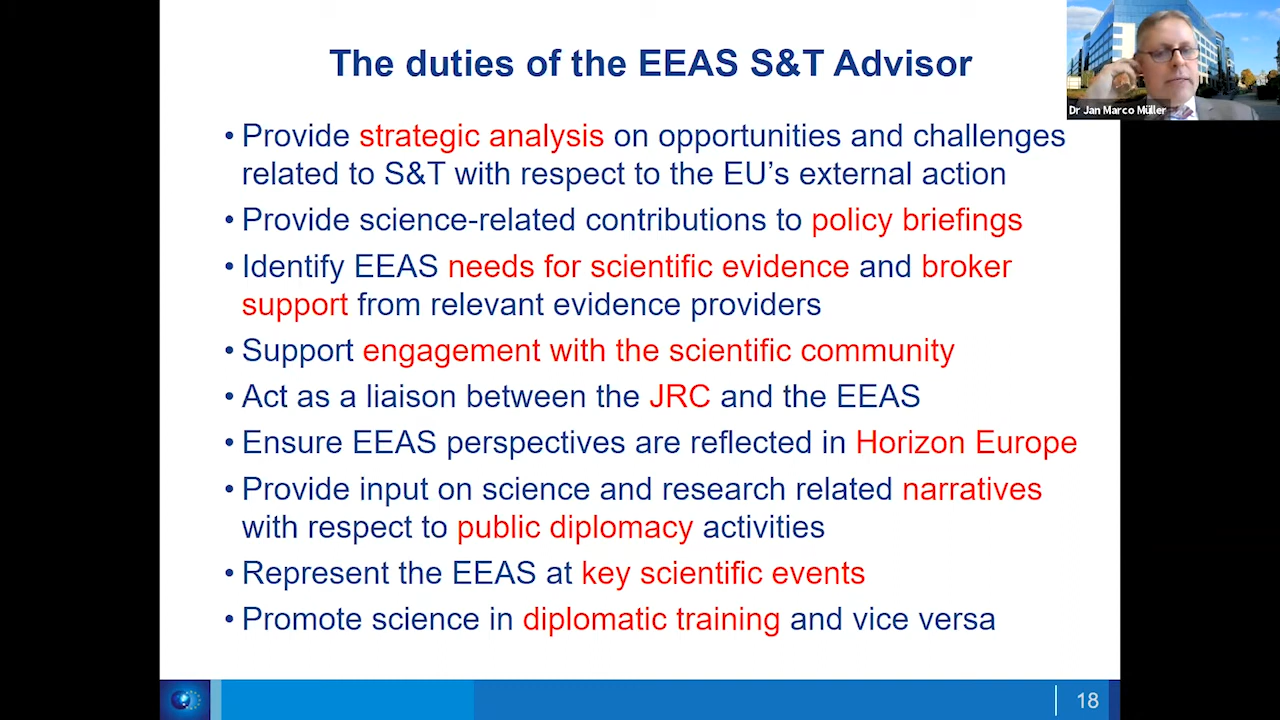 The duties of the EEAS S&T Advisor
Dr Jan Marco Müller
• Provide strategic analysis on opportunities and challenges
related to S&T with respect to the EU’s external action
• Provide science-related contributions to policy briefings
• Identify EEAS needs for scientific evidence and broker
support from relevant evidence providers
• Support engagement with the scientific community
• Act as a liaison between the JRC and the EEAS
• Ensure EEAS perspectives are reflected in Horizon Europe
• Provide input on science and research related narratives
with respect to public diplomacy activities
• Represent the EEAS at key scientific events
• Promote science in diplomatic training and vice versa
18